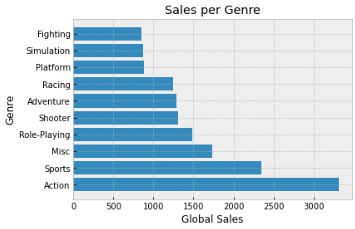 Sales per Genre
Genre
Fighting
Simulation
Platform
Racing
Adventure
Shooter
Role-Playing
Misc
Sports
Action
0 500 1000 1500 2000 2500 3000
Global Sales